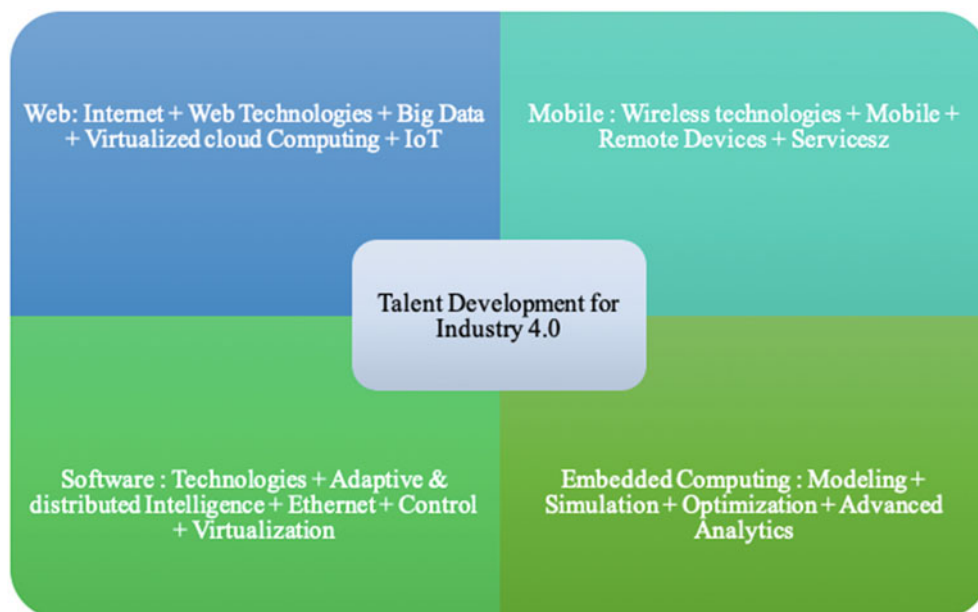 Web: Internet + Web Technologies + Big Data
+ Virtualized cloud Computing + IoT
Mobile : Wireless technologies + Mobile +
Remote Devices + Servicesz
Talent Development for
Industry 4.0
Software : Technologies + Adaptive &
distributed Intelligence + Ethernet + Control
+ Virtualization
Embedded Computing : Modeling +
Simulation + Optimization + Advanced
Analytics